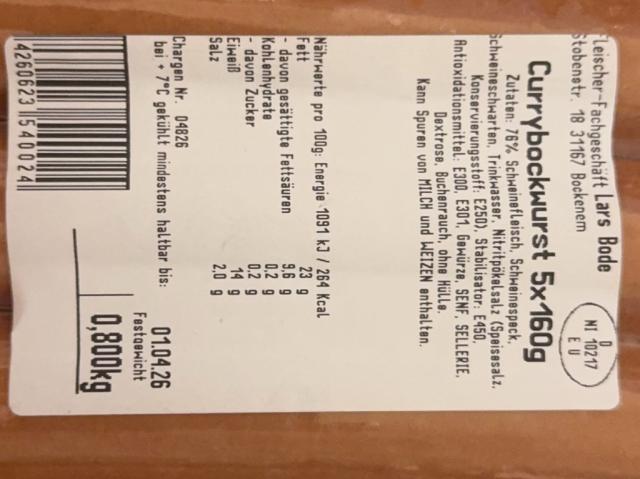 Fleischer-Fachgeschäft Lars Bode
Stobenstr. 18 31167 Bockenem
D
NI 10217
EU
Currybockwurst 5x160g
Zutaten: 76% Schweinefleisch, Schweinespeck,
Schweineschwarten, Trinkwasser, Nitritpökelsalz (Speisesalz,
Konservierungsstoff: E250), Stabilisator: E450,
Antioxidationsmittel: E300, E301, Gewürze, SENF, SELLERIE,
Dextrose, Buchenrauch, ohne Hülle.
Kann Spuren von MILCH und WEIZEN enthalten.
Nährwerte pro 100g: Energie 1091 kJ / 264 Kcal
Fett 23 g
- davon gesättigte Fettsäuren 9,6 g
Kohlenhydrate 0,2 g
- davon Zucker 0,2 g
Eiweiß 14 g
Salz 2,0 g
Chargen Nr. 04826
bei + 7°C gekühlt mindestens haltbar bis: 01.04.26
Festgewicht
0,800kg
4260623 540024